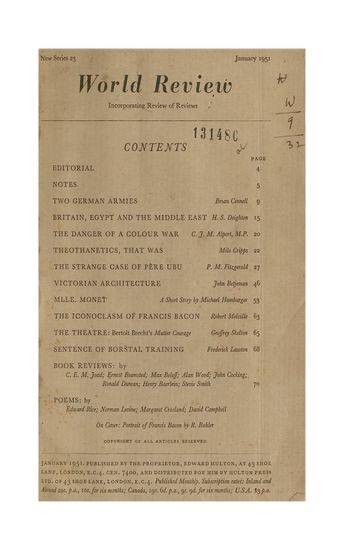 New Series 23 January 1951
World Review
Incorporating Review of Reviews
W
9
32
131480
CONTENTS
PAGE
EDITORIAL 4
NOTES 5
TWO GERMAN ARMIES Brian Connell 9
BRITAIN, EGYPT AND THE MIDDLE EAST H. S. Deighton 15
THE DANGER OF A COLOUR WAR C. J. M. Alport, M.P. 20
THEOTHANETICS, THAT WAS Milo Cripps 22
THE STRANGE CASE OF PÈRE UBU P. M. Fitzgerald 27
VICTORIAN ARCHITECTURE John Betjeman 46
MLLE. MONET A Short Story by Michael Hamburger 53
THE ICONOCLASM OF FRANCIS BACON Robert Melville 63
THE THEATRE: Bertolt Brecht's Mutter Courage Geoffrey Skelton 65
SENTENCE OF BORSTAL TRAINING Frederick Lawton 68
BOOK REVIEWS: by
C. E. M. Joad; Ernest Bramsted; Max Beloff; Alan Wood; John Cocking;
Ronald Duncan; Henry Baerlein; Stevie Smith 70
POEMS: by
Edward Rice; Norman Levine; Margaret Crosland; David Campbell
On Cover: Portrait of Francis Bacon by R. Buhler
COPYRIGHT OF ALL ARTICLES RESERVED
JANUARY 1951. PUBLISHED BY THE PROPRIETOR, EDWARD HULTON, AT 43 SHOE
LANE, LONDON, E.C.4. CEN. 7400, AND DISTRIBUTED FOR HIM BY HULTON PRESS
LTD. OF 43 SHOE LANE, LONDON, E.C.4. Published Monthly. Subscription rates: Inland and
Abroad 20s. p.a., 10s. for six months; Canada, 19s. 6d. p.a., 9s. 9d. for six months; U.S.A. $3 p.a.